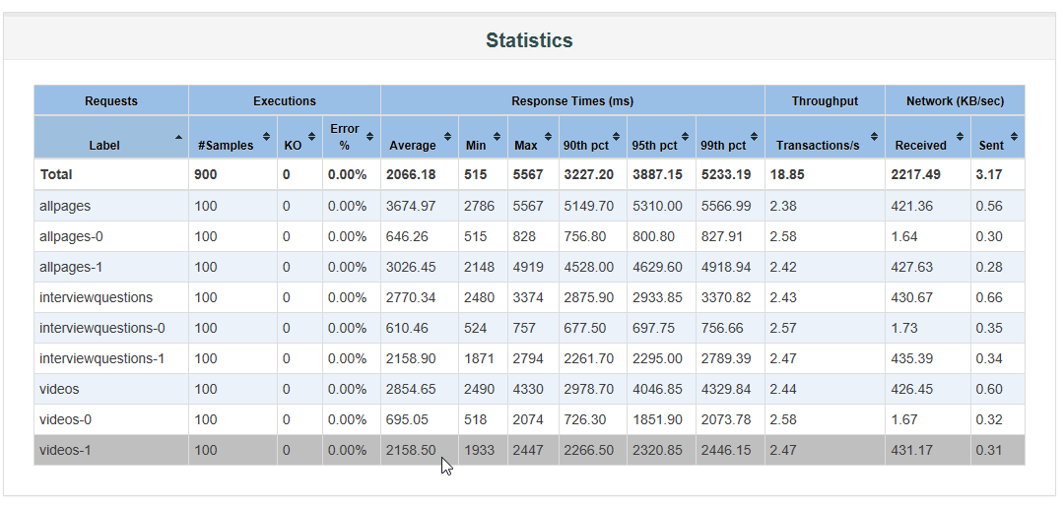 Statistics
Requests Executions Response Times (ms) Throughput Network (KB/sec)
Label #Samples KO Error % Average Min Max 90th pct 95th pct 99th pct Transactions/s Received Sent
Total 900 0 0.00% 2066.18 515 5567 3227.20 3887.15 5233.19 18.85 2217.49 3.17
allpages 100 0 0.00% 3674.97 2786 5567 5149.70 5310.00 5566.99 2.38 421.36 0.56
allpages-0 100 0 0.00% 646.26 515 828 756.80 800.80 827.91 2.58 1.64 0.30
allpages-1 100 0 0.00% 3026.45 2148 4919 4528.00 4629.60 4918.94 2.42 427.63 0.28
interviewquestions 100 0 0.00% 2770.34 2480 3374 2875.90 2933.85 3370.82 2.43 430.67 0.66
interviewquestions-0 100 0 0.00% 610.46 524 757 677.50 697.75 756.66 2.57 1.73 0.35
interviewquestions-1 100 0 0.00% 2158.90 1871 2794 2261.70 2295.00 2789.39 2.47 435.39 0.34
videos 100 0 0.00% 2854.65 2490 4330 2978.70 4046.85 4329.84 2.44 426.45 0.60
videos-0 100 0 0.00% 695.05 518 2074 726.30 1851.90 2073.78 2.58 1.67 0.32
videos-1 100 0 0.00% 2158.50 1933 2447 2266.50 2320.85 2446.15 2.47 431.17 0.31